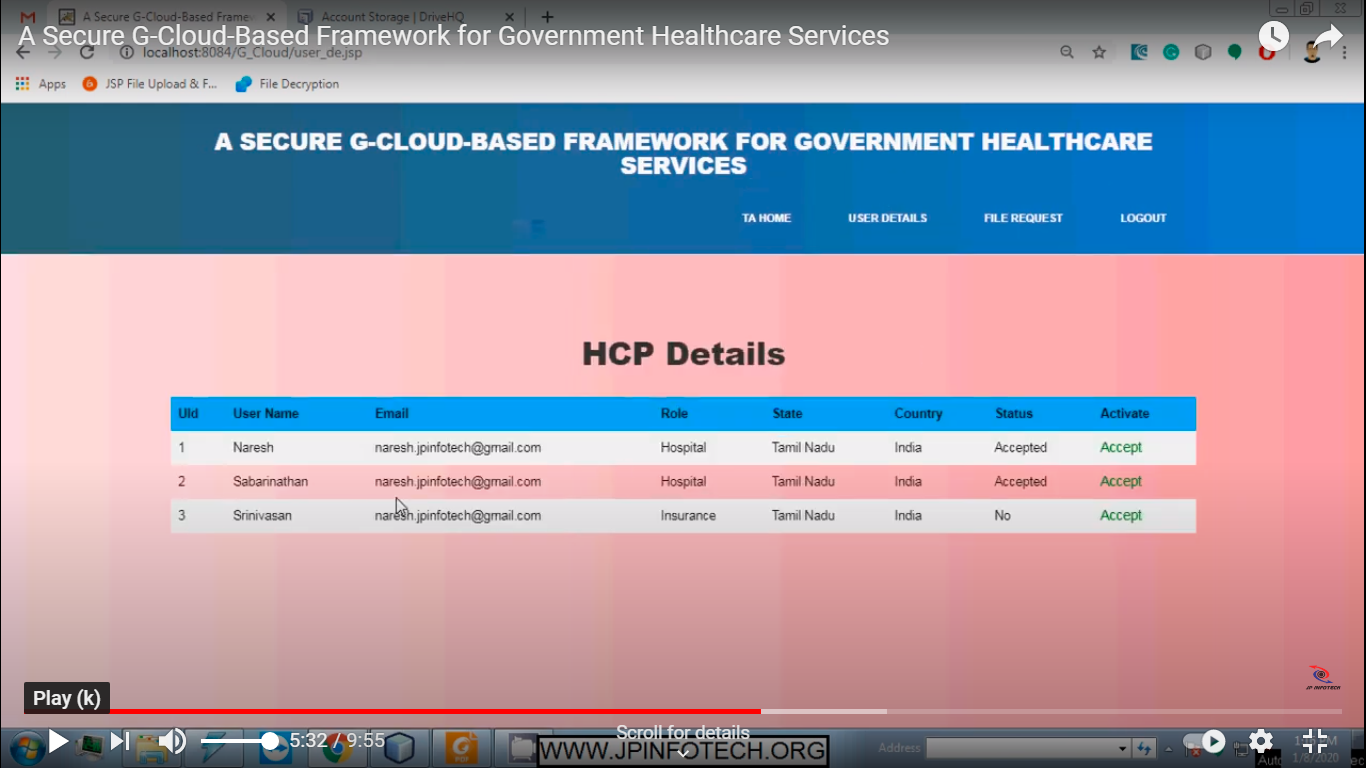 A Secure G-Cloud-Based Framew
Account Storage | DriveHQ
A Secure G-Cloud-Based Framework for Government Healthcare Services
localhost:8084/G_Cloud/user_de.jsp
Apps JSP File Upload & F... File Decryption
A SECURE G-CLOUD-BASED FRAMEWORK FOR GOVERNMENT HEALTHCARE
SERVICES
TA HOME USER DETAILS FILE REQUEST LOGOUT
HCP Details
UId User Name Email Role State Country Status Activate
1 Naresh naresh.jpinfotech@gmail.com Hospital Tamil Nadu India Accepted Accept
2 Sabarinathan naresh.jpinfotech@gmail.com Hospital Tamil Nadu India Accepted Accept
3 Srinivasan naresh.jpinfotech@gmail.com Insurance Tamil Nadu India No Accept
JP INFOTECH
Play (k)
Scroll for details
5:32 / 9:55
WWW.JPINFOTECH.ORG
Address
1/8/2020